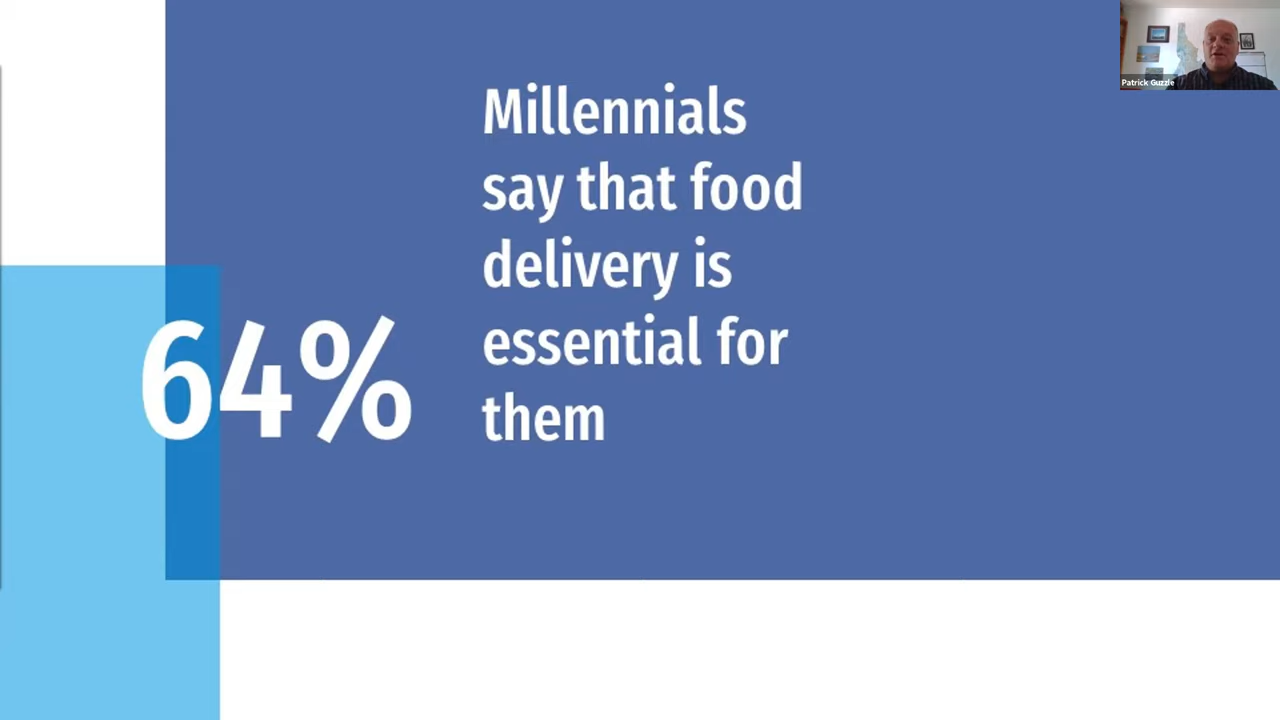 Millennials
say that food
delivery is
essential for
them
64%
Patrick Guzzle